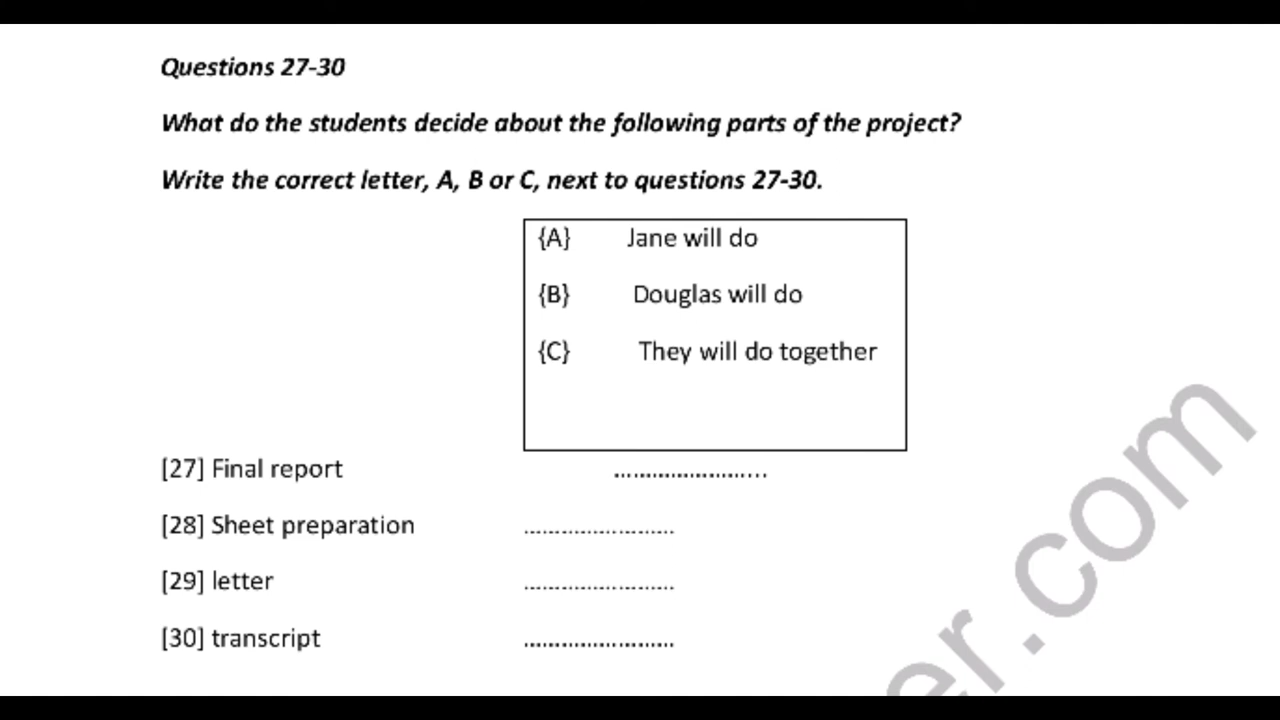 Questions 27-30
What do the students decide about the following parts of the project?
Write the correct letter, A, B or C, next to questions 27-30.
{A} Jane will do
{B} Douglas will do
{C} They will do together
[27] Final report ........................
[28] Sheet preparation ........................
[29] letter ........................
[30] transcript ........................
er.com